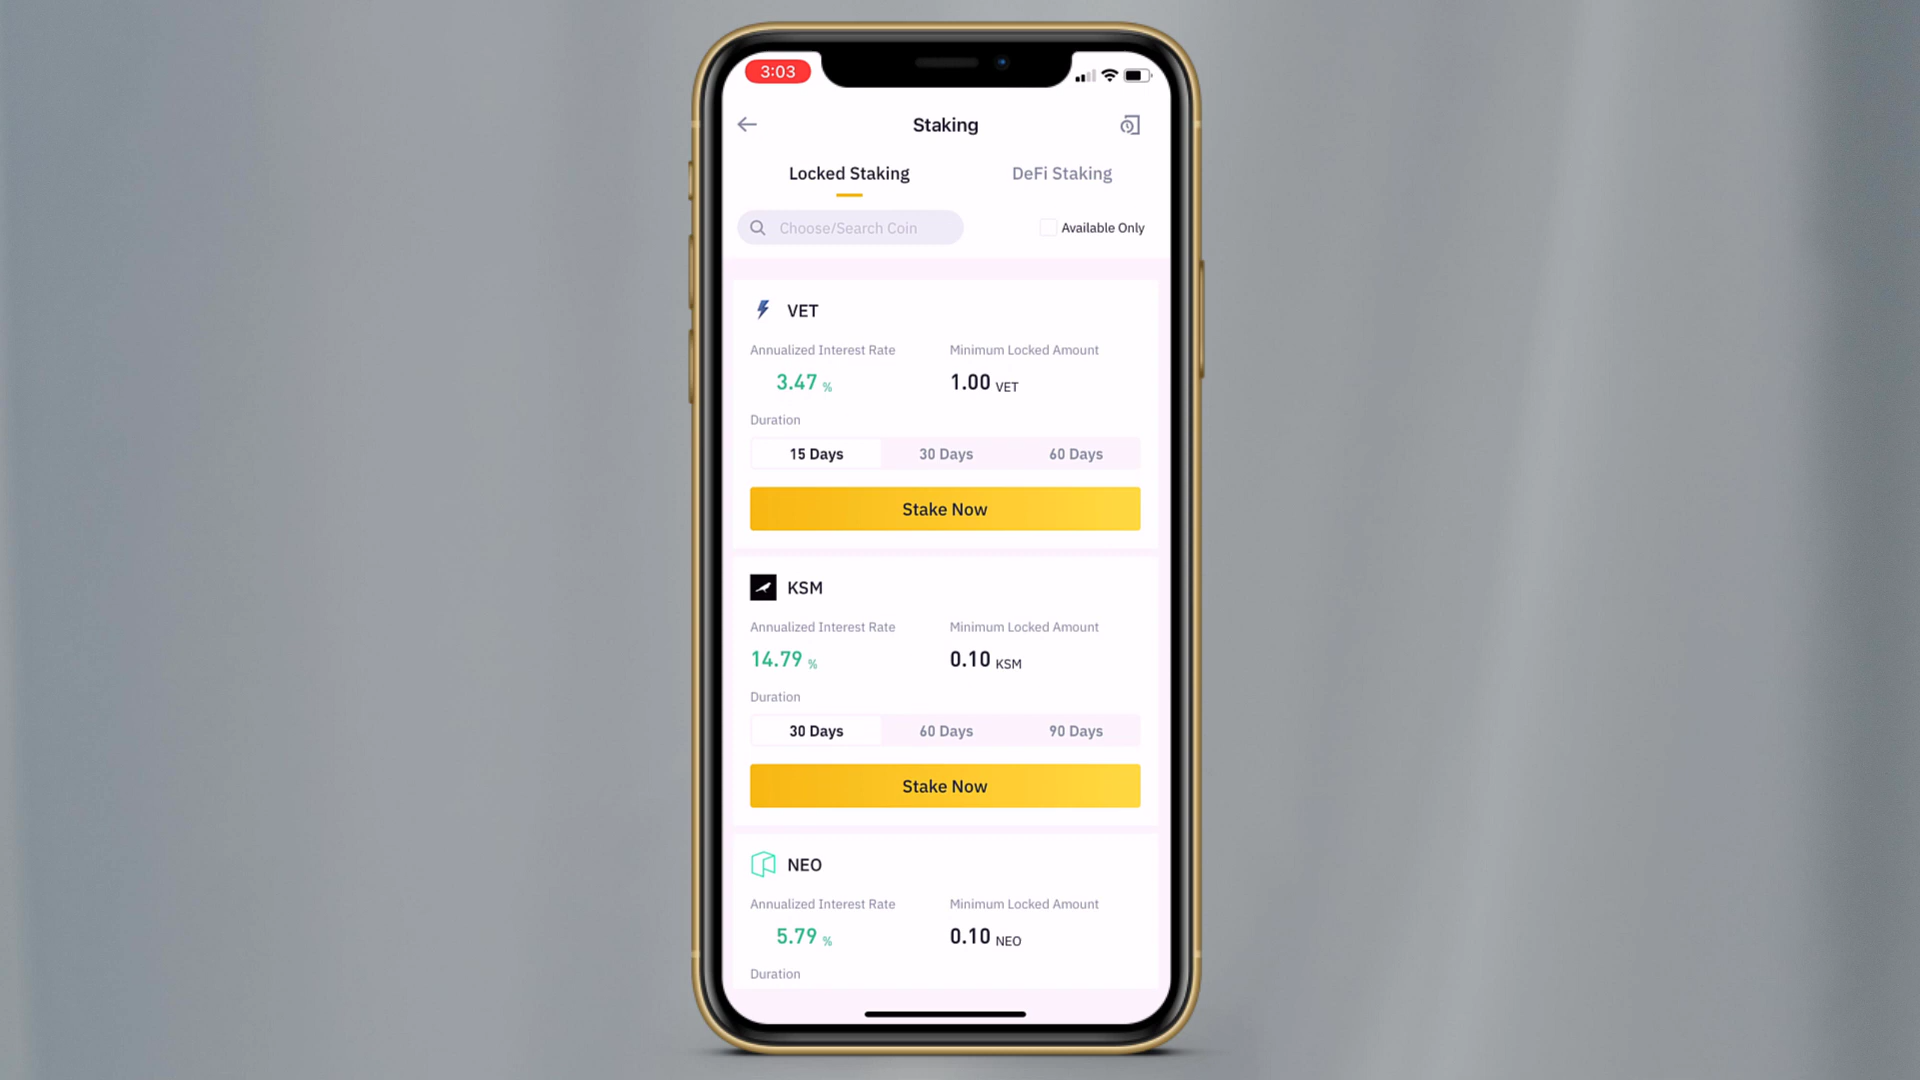 3:03
Staking
Locked Staking DeFi Staking
Choose/Search Coin Available Only
VET
Annualized Interest Rate Minimum Locked Amount
3.47 % 1.00 VET
Duration
15 Days 30 Days 60 Days
Stake Now
KSM
Annualized Interest Rate Minimum Locked Amount
14.79 % 0.10 KSM
Duration
30 Days 60 Days 90 Days
Stake Now
NEO
Annualized Interest Rate Minimum Locked Amount
5.79 % 0.10 NEO
Duration